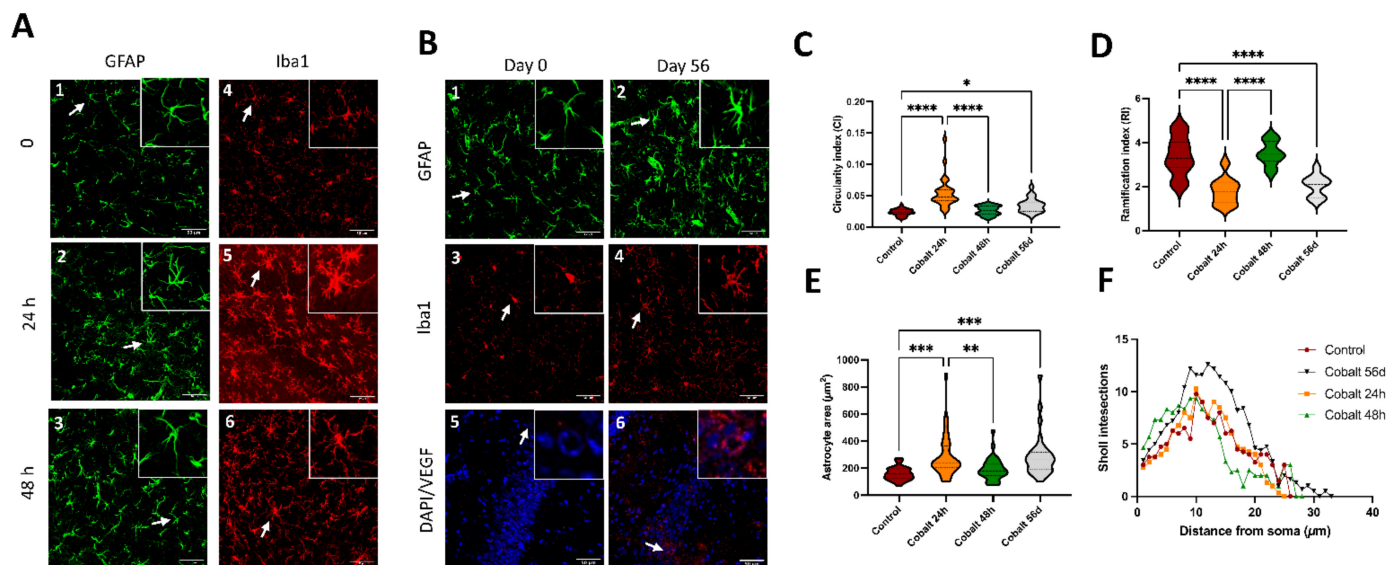 A
GFAP
Iba1
0
24 h
48 h
1
4
2
5
3
6
B
Day 0
Day 56
GFAP
Iba1
DAPI/VEGF
1
2
3
4
5
6
C
Circularity index (CI)
0.20
0.15
0.10
0.05
0.00
****
****
*
Control
Cobalt 24h
Cobalt 48h
Cobalt 56d
D
Ramification index (RI)
6
4
2
0
****
****
****
Control
Cobalt 24h
Cobalt 48h
Cobalt 56d
E
Astrocyte area (µm²)
1000
800
600
400
200
0
***
***
**
Control
Cobalt 24h
Cobalt 48h
Cobalt 56d
F
Sholl intesections
15
10
5
0
0
10
20
30
40
Distance from soma (µm)
Control
Cobalt 56d
Cobalt 24h
Cobalt 48h